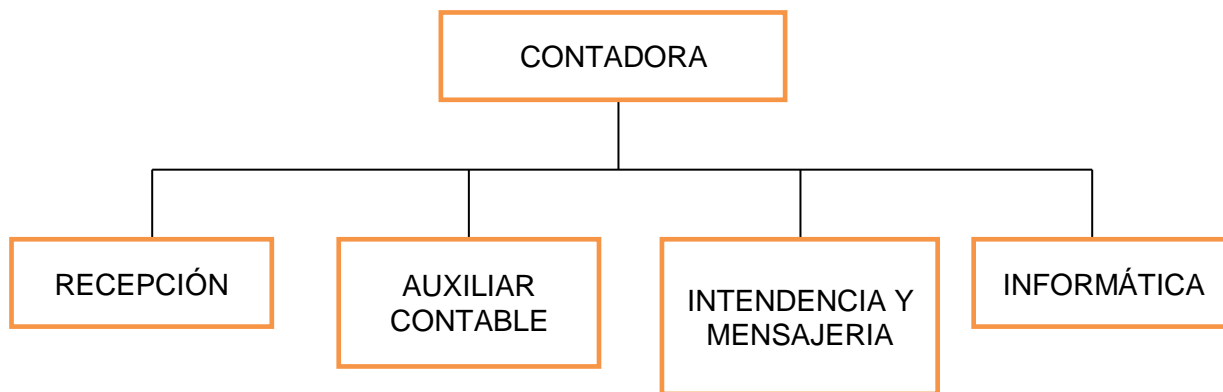 CONTADORA
RECEPCIÓN
AUXILIAR
CONTABLE
INTENDENCIA Y
MENSAJERIA
INFORMÁTICA